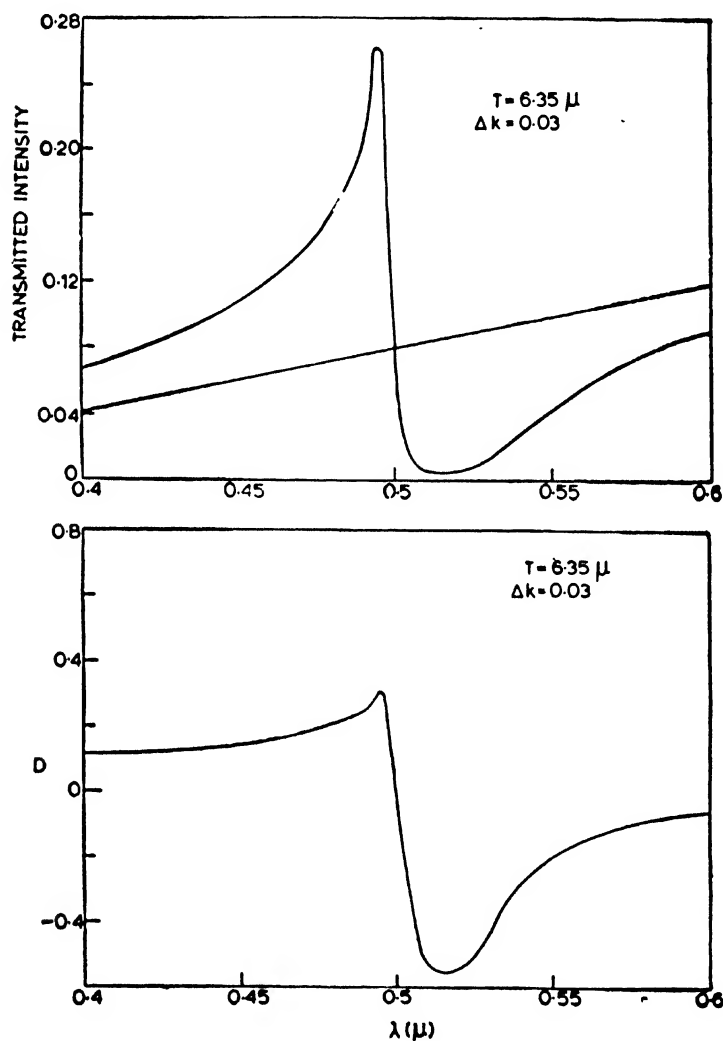 0·28
0·20
0·12
0·04
0
TRANSMITTED INTENSITY
T = 6·35 μ
Δk = 0·03
0·4
0·45
0·5
0·55
0·6
0·8
0·4
0
-0·4
D
T = 6·35 μ
Δk = 0·03
0·4
0·45
0·5
0·55
0·6
λ(μ)